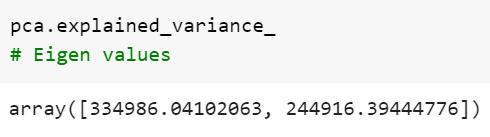 pca.explained_variance_
# Eigen values
array([334986.04102063, 244916.39444776])